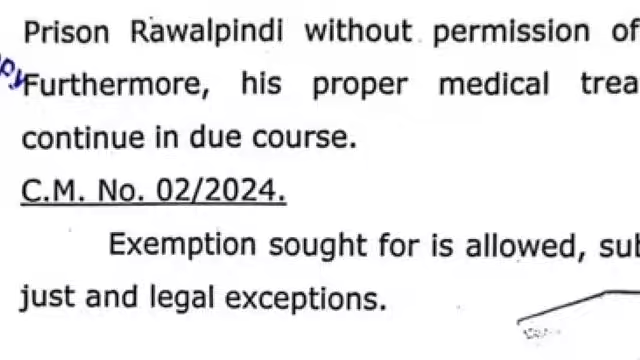 Prison Rawalpindi without permission of
Furthermore, his proper medical trea
continue in due course.
C.M. No. 02/2024.
Exemption sought for is allowed, sub
just and legal exceptions.